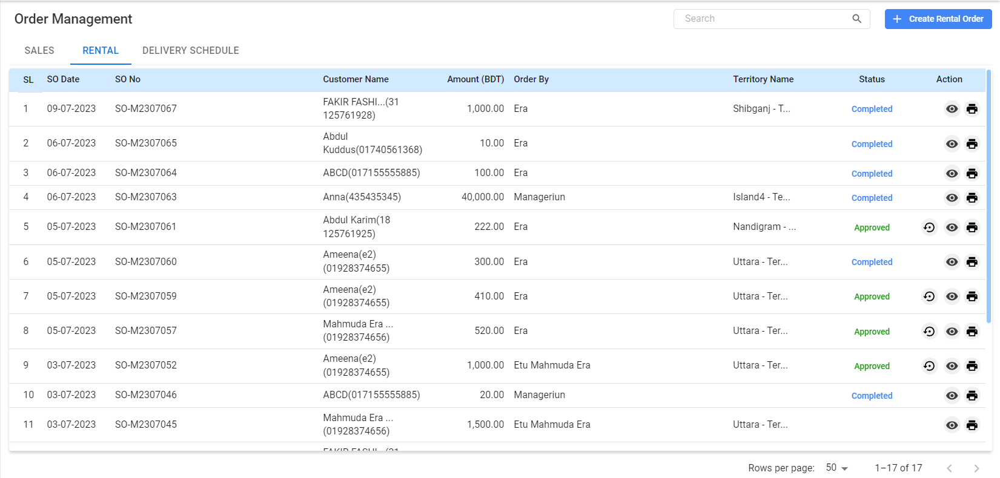 Order Management
Search
Create Rental Order
SALES RENTAL DELIVERY SCHEDULE
SL SO Date SO No Customer Name Amount (BDT) Order By Territory Name Status Action
1 09-07-2023 SO-M2307067 FAKIR FASHI...(31 1,000.00 Era Shibganj - T... Completed
125761928)
2 06-07-2023 SO-M2307065 Abdul 10.00 Era Completed
Kuddus(01740561368)
3 06-07-2023 SO-M2307064 ABCD(017155555885) 100.00 Era Completed
4 06-07-2023 SO-M2307063 Anna(435435345) 40,000.00 Manageriun Island4 - Te... Completed
5 05-07-2023 SO-M2307061 Abdul Karim(18 222.00 Era Nandigram - ... Approved
125761925)
6 05-07-2023 SO-M2307060 Ameena(e2) 300.00 Era Uttara - Ter... Completed
(01928374655)
7 05-07-2023 SO-M2307059 Ameena(e2) 410.00 Era Uttara - Ter... Approved
(01928374655)
8 05-07-2023 SO-M2307057 Mahmuda Era ... 520.00 Era Uttara - Ter... Approved
(01928374656)
9 03-07-2023 SO-M2307052 Ameena(e2) 1,000.00 Etu Mahmuda Era Uttara - Ter... Approved
(01928374655)
10 03-07-2023 SO-M2307046 ABCD(017155555885) 20.00 Manageriun Completed
11 03-07-2023 SO-M2307045 Mahmuda Era ... 1,500.00 Etu Mahmuda Era Uttara - Ter...
(01928374656)
FAKIR FASHI...(31
Rows per page: 50 1–17 of 17